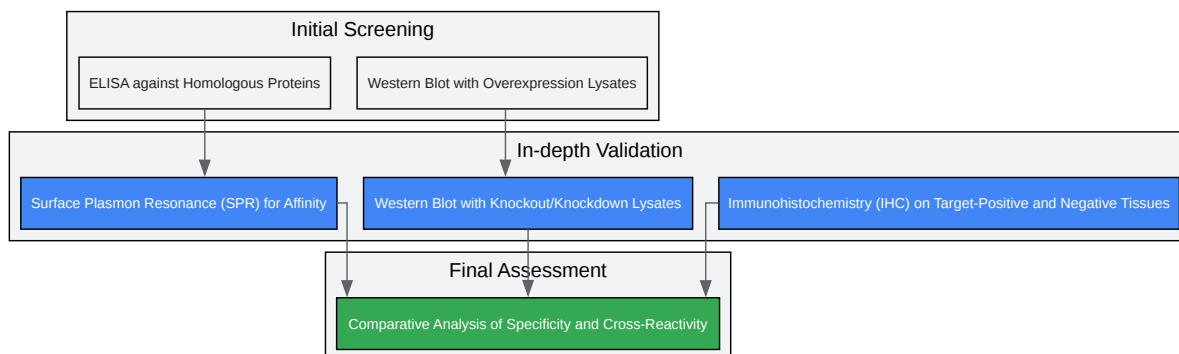 Initial Screening
ELISA against Homologous Proteins
Western Blot with Overexpression Lysates
In-depth Validation
Surface Plasmon Resonance (SPR) for Affinity
Western Blot with Knockout/Knockdown Lysates
Immunohistochemistry (IHC) on Target-Positive and Negative Tissues
Final Assessment
Comparative Analysis of Specificity and Cross-Reactivity